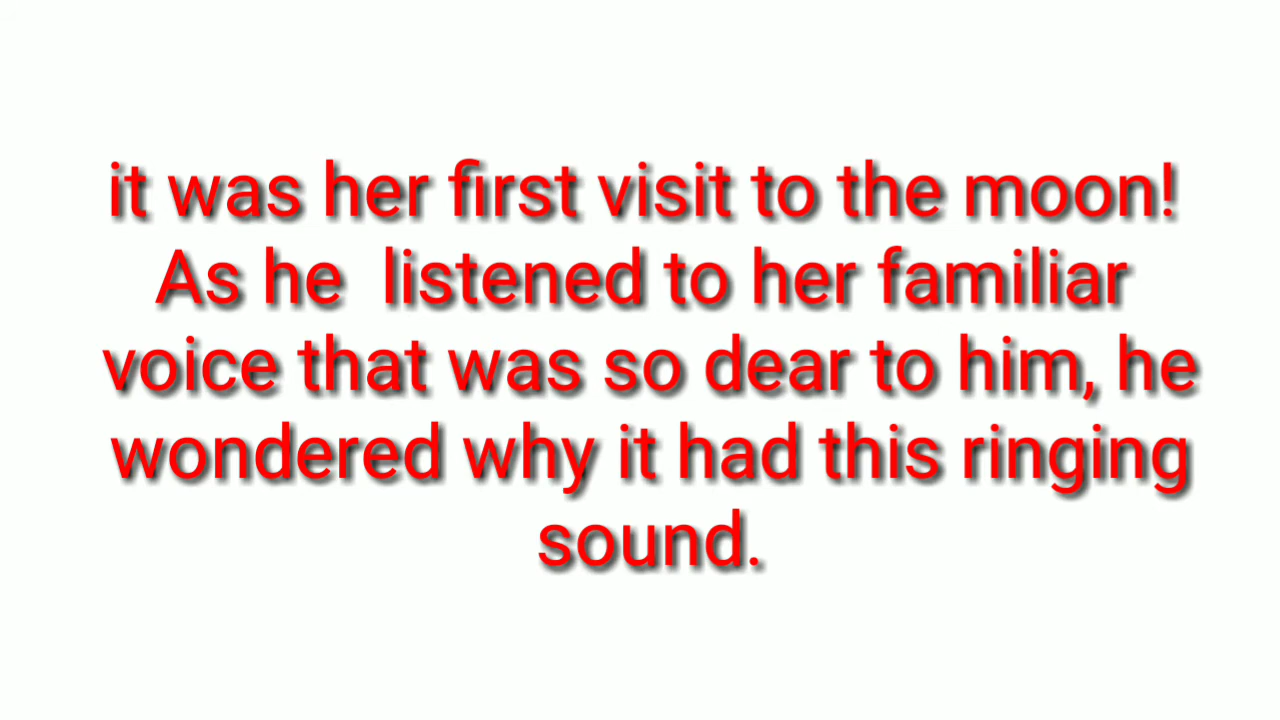 it was her first visit to the moon!
As he  listened to her familiar
voice that was so dear to him, he
wondered why it had this ringing
sound.